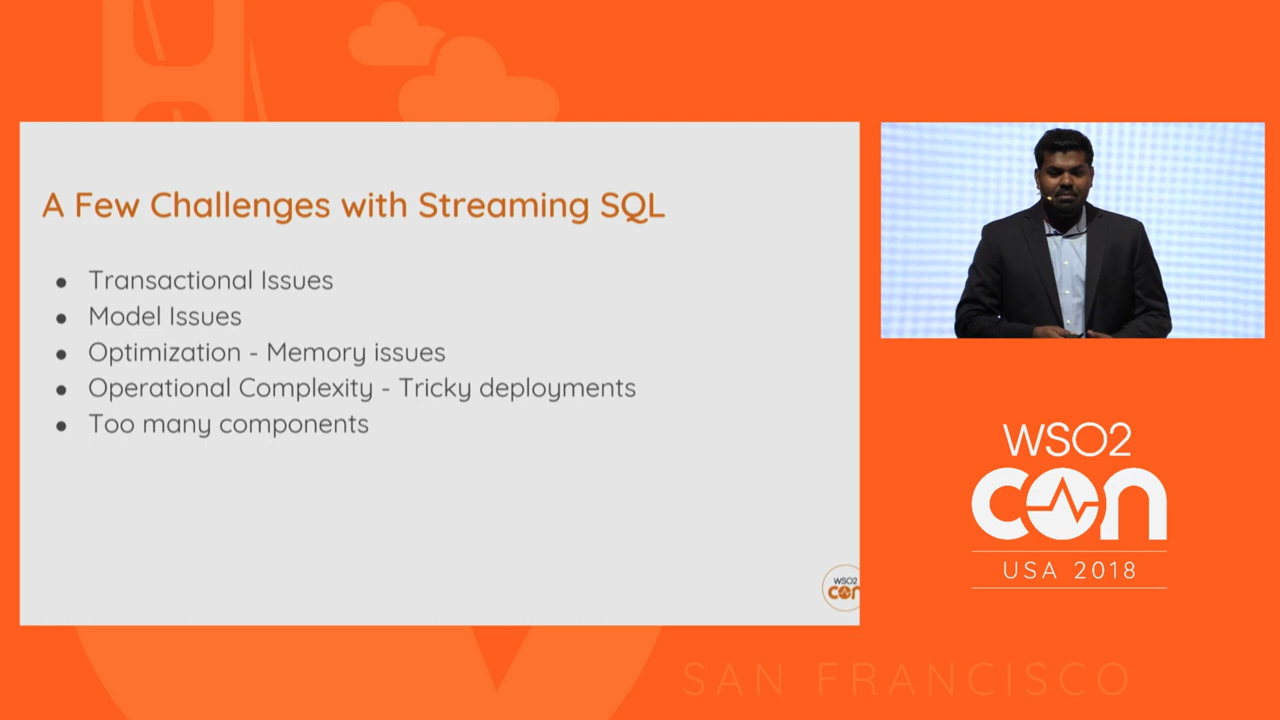 A Few Challenges with Streaming SQL
● Transactional Issues
● Model Issues
● Optimization - Memory issues
● Operational Complexity - Tricky deployments
● Too many components
WSO2
con
WSO2
con
USA 2018
SAN FRANCISCO